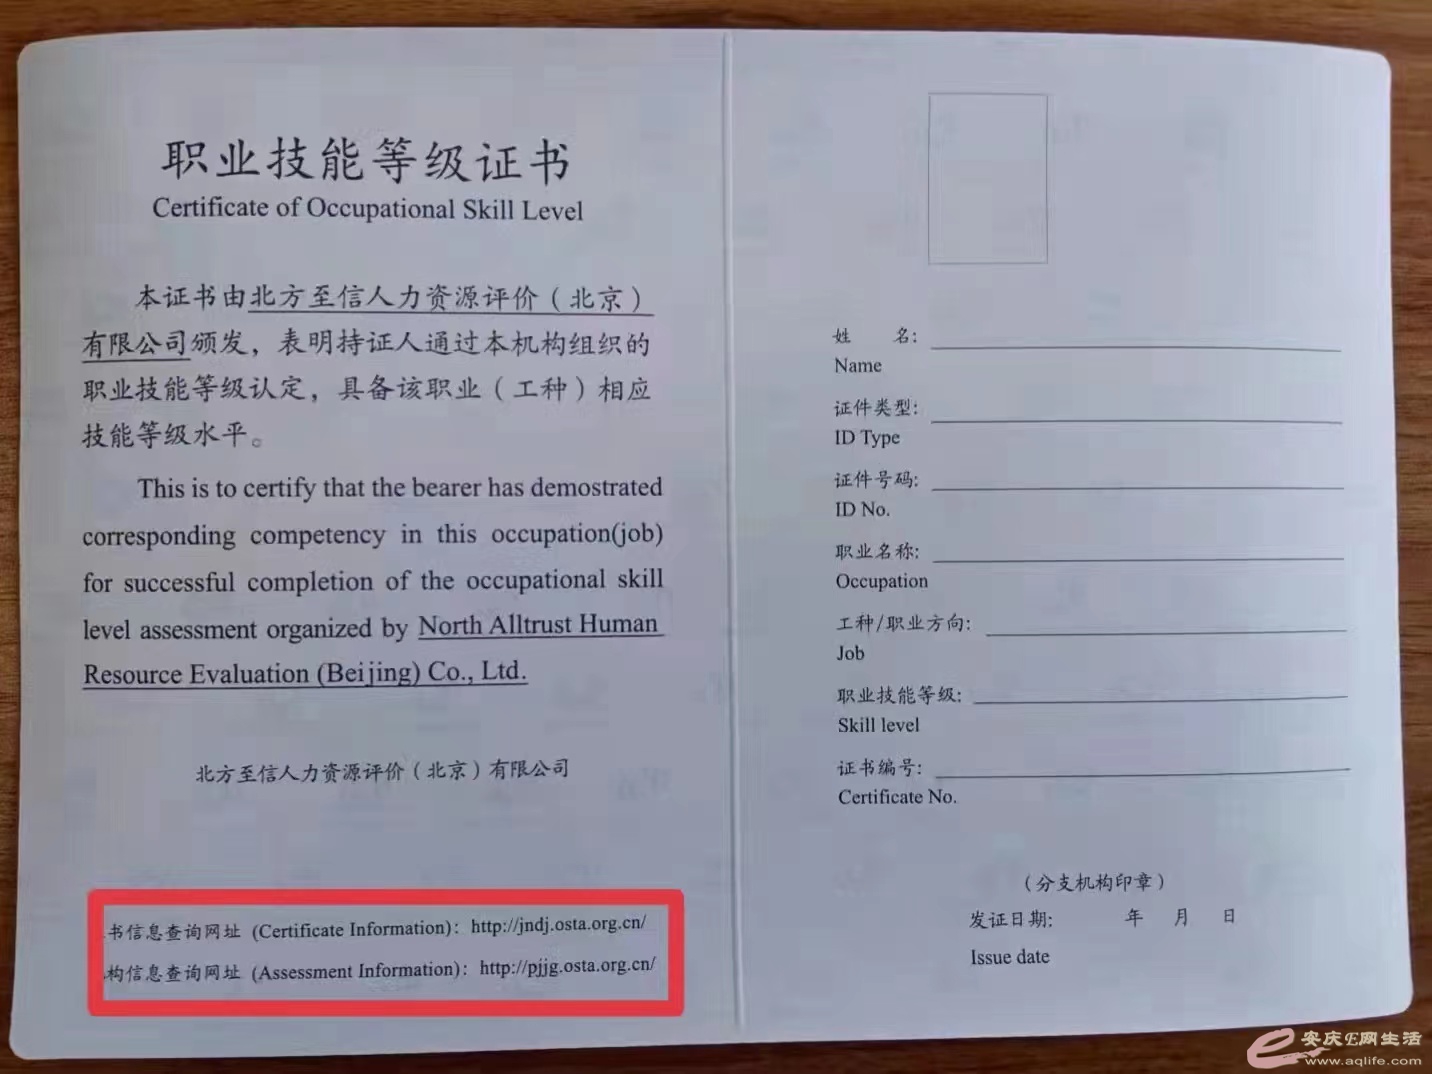 职业技能等级证书
Certificate of Occupational Skill Level
本证书由北方至信人力资源评价（北京）
有限公司颁发，表明持证人通过本机构组织的
职业技能等级认定，具备该职业（工种）相应
技能等级水平。
This is to certify that the bearer has demostrated
corresponding competency in this occupation(job)
for successful completion of the occupational skill
level assessment organized by North Alltrust Human
Resource Evaluation (Beijing) Co., Ltd.
北方至信人力资源评价（北京）有限公司
书信息查询网址 (Certificate Information)：http://jndj.osta.org.cn/
构信息查询网址 (Assessment Information)：http://pjjg.osta.org.cn/
姓 名:
Name
证件类型:
ID Type
证件号码:
ID No.
职业名称:
Occupation
工种/职业方向:
Job
职业技能等级:
Skill level
证书编号:
Certificate No.
（分支机构印章）
发证日期: 年 月 日
Issue date
安庆E网生活
www.aqlife.com